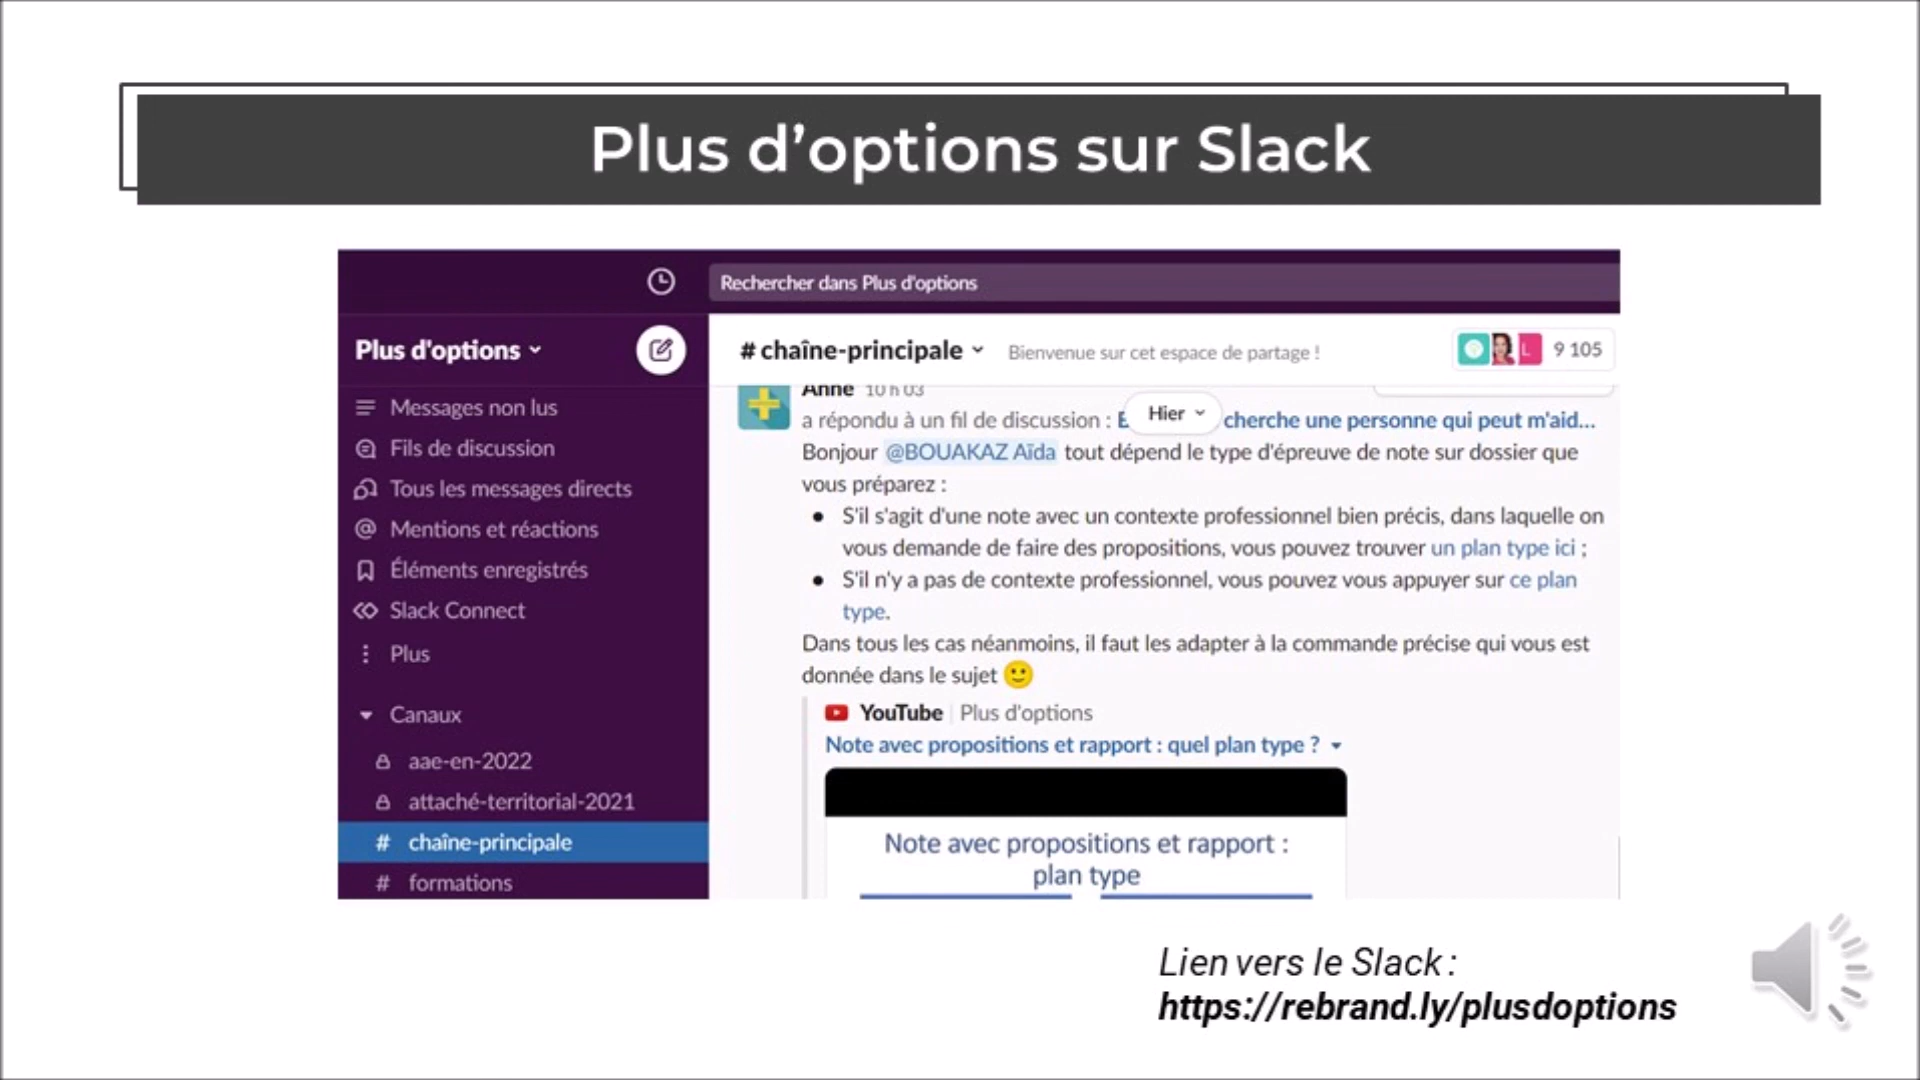 Plus d’options sur Slack
Rechercher dans Plus d'options
Plus d'options
Messages non lus
Fils de discussion
Tous les messages directs
Mentions et réactions
Éléments enregistrés
Slack Connect
Plus
Canaux
aae-en-2022
attaché-territorial-2021
# chaîne-principale
# formations
# chaîne-principale
Bienvenue sur cet espace de partage !
L
9 105
Anne 10 h 03
Hier
a répondu à un fil de discussion : cherche une personne qui peut m'aid...
Bonjour @BOUAKAZ Aïda tout dépend le type d'épreuve de note sur dossier que
vous préparez :
● S'il s'agit d'une note avec un contexte professionnel bien précis, dans laquelle on
vous demande de faire des propositions, vous pouvez trouver un plan type ici ;
● S'il n'y a pas de contexte professionnel, vous pouvez vous appuyer sur ce plan
type.
Dans tous les cas néanmoins, il faut les adapter à la commande précise qui vous est
donnée dans le sujet 🙂
YouTube | Plus d'options
Note avec propositions et rapport : quel plan type ?
Note avec propositions et rapport :
plan type
Lien vers le Slack :
https://rebrand.ly/plusdoptions